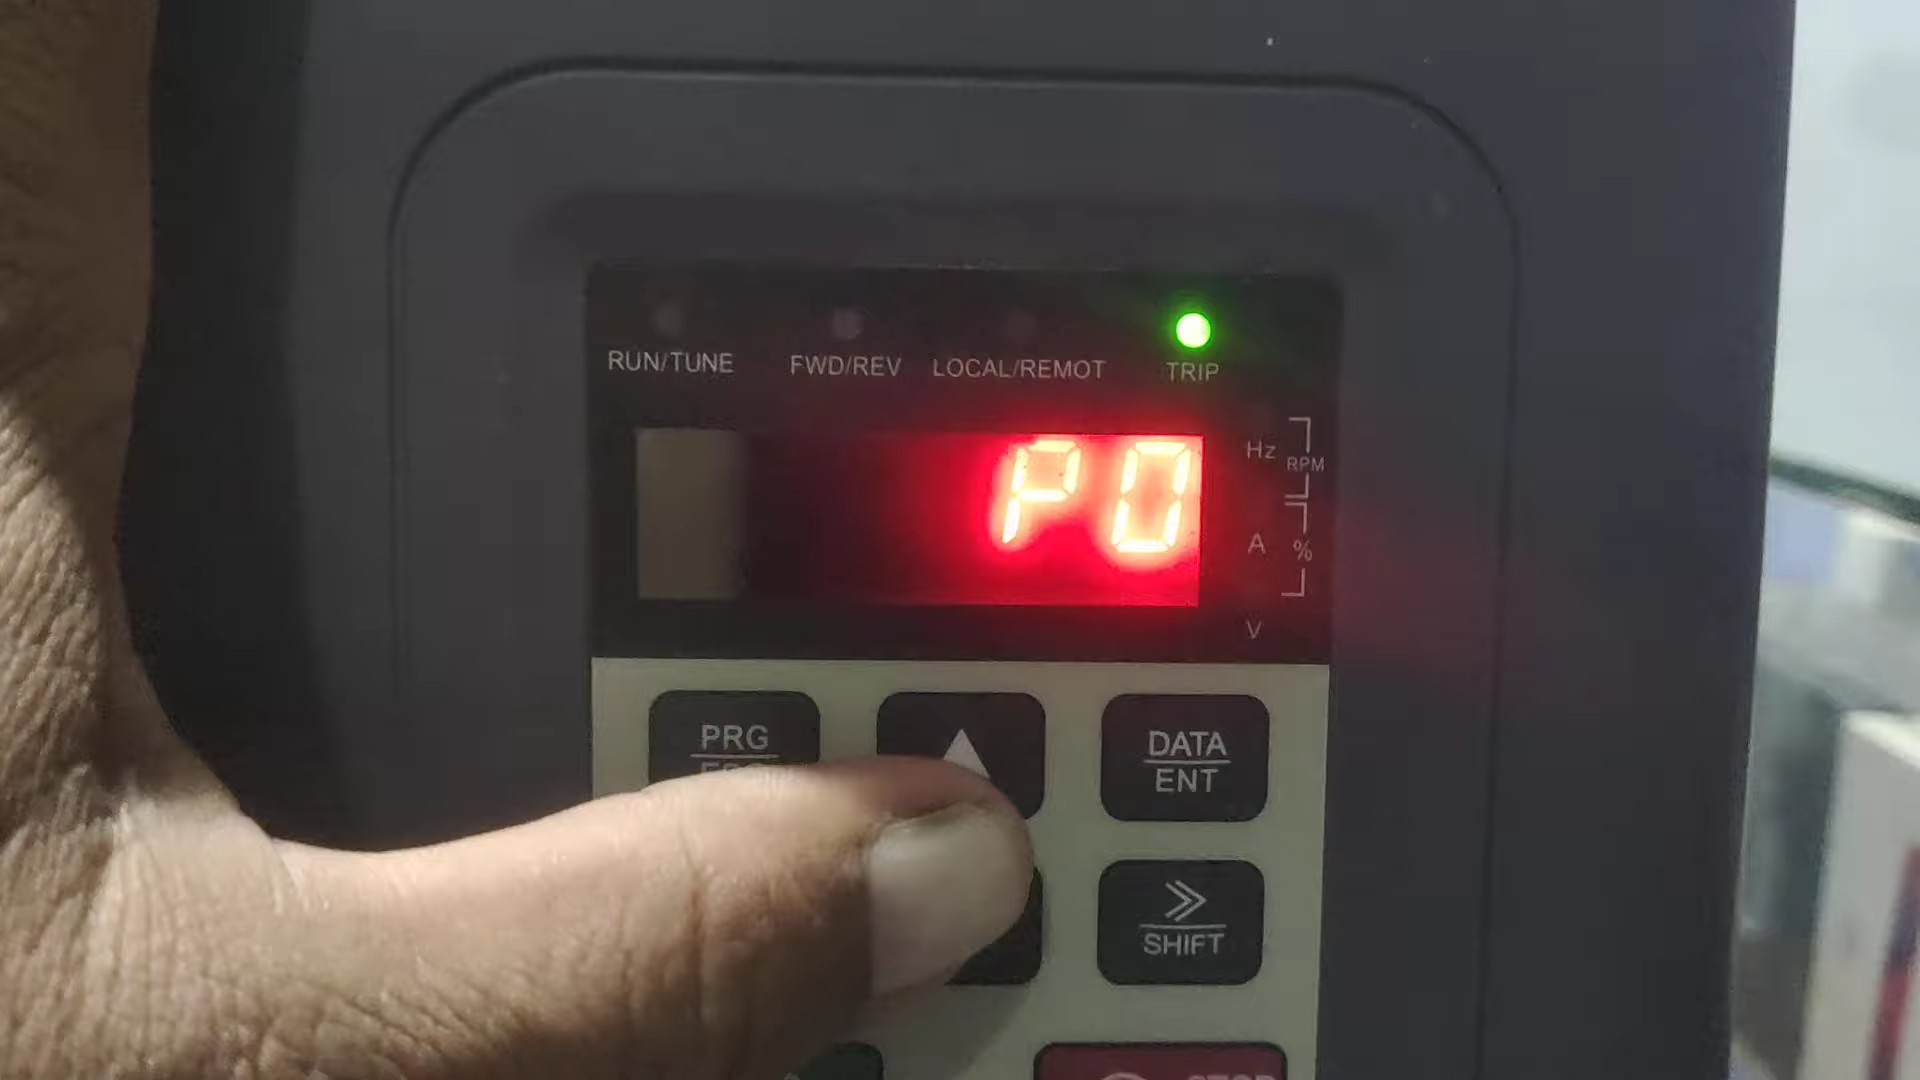 RUN/TUNE FWD/REV LOCAL/REMOT TRIP
P0
Hz
RPM
A
%
V
PRG
DATA
ENT
SHIFT